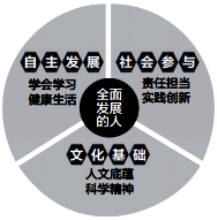 自主发展
学会学习
健康生活
社会参与
责任担当
实践创新
全面
发展
的人
文化基础
人文底蕴
科学精神